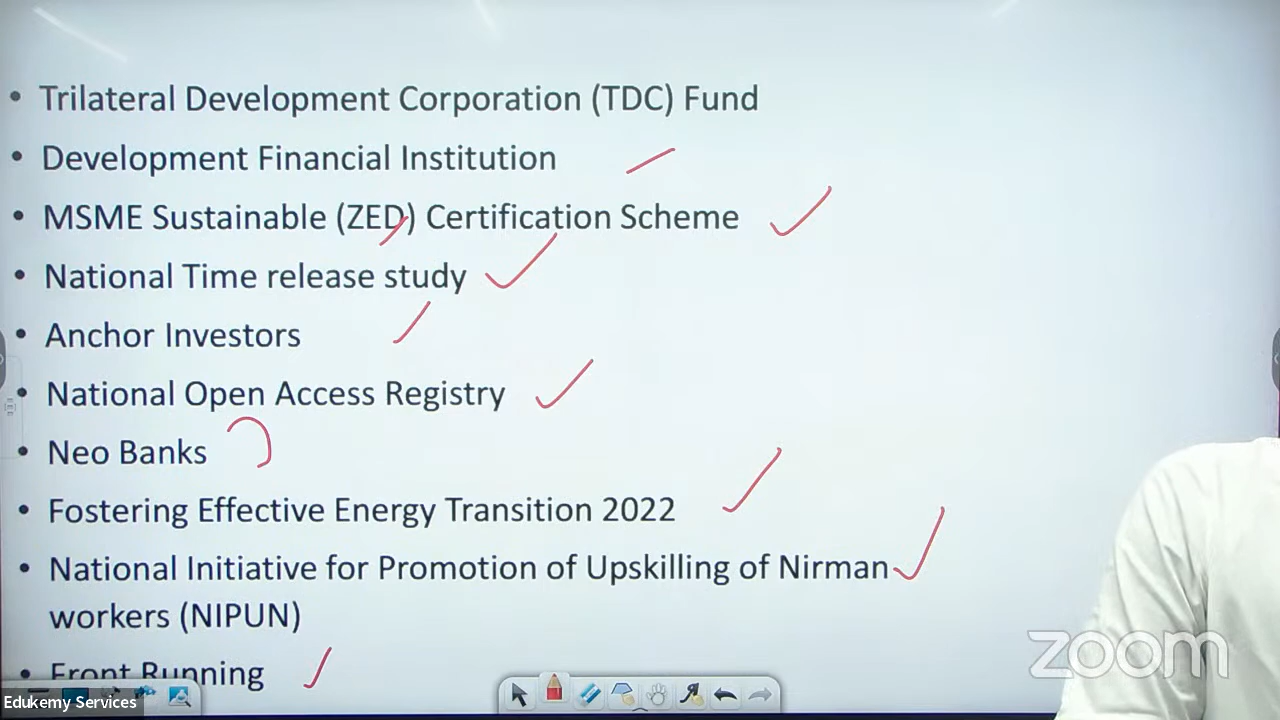 • Trilateral Development Corporation (TDC) Fund
• Development Financial Institution
• MSME Sustainable (ZED) Certification Scheme
• National Time release study
• Anchor Investors
• National Open Access Registry
• Neo Banks
• Fostering Effective Energy Transition 2022
• National Initiative for Promotion of Upskilling of Nirman
workers (NIPUN)
• Front Running
zoom
Edukemy Services